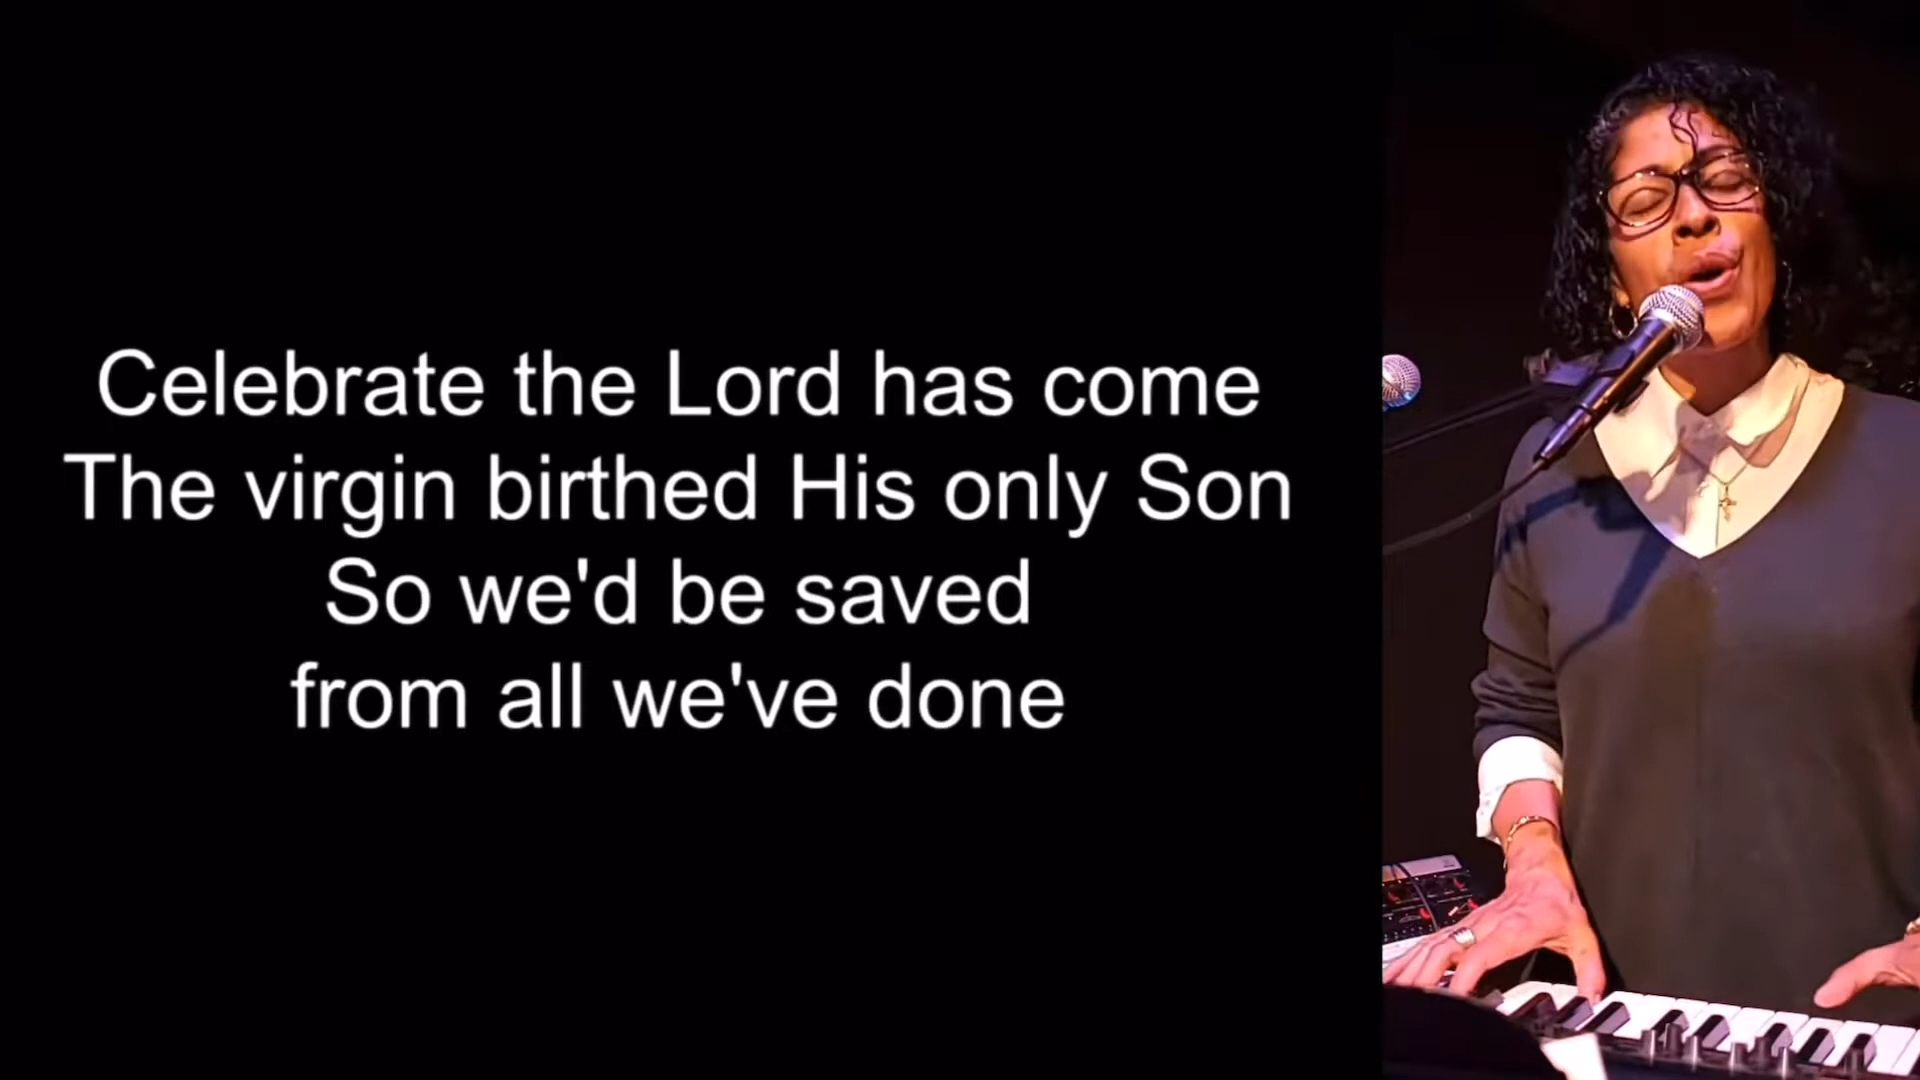 Celebrate the Lord has come
The virgin birthed His only Son
So we'd be saved
from all we've done